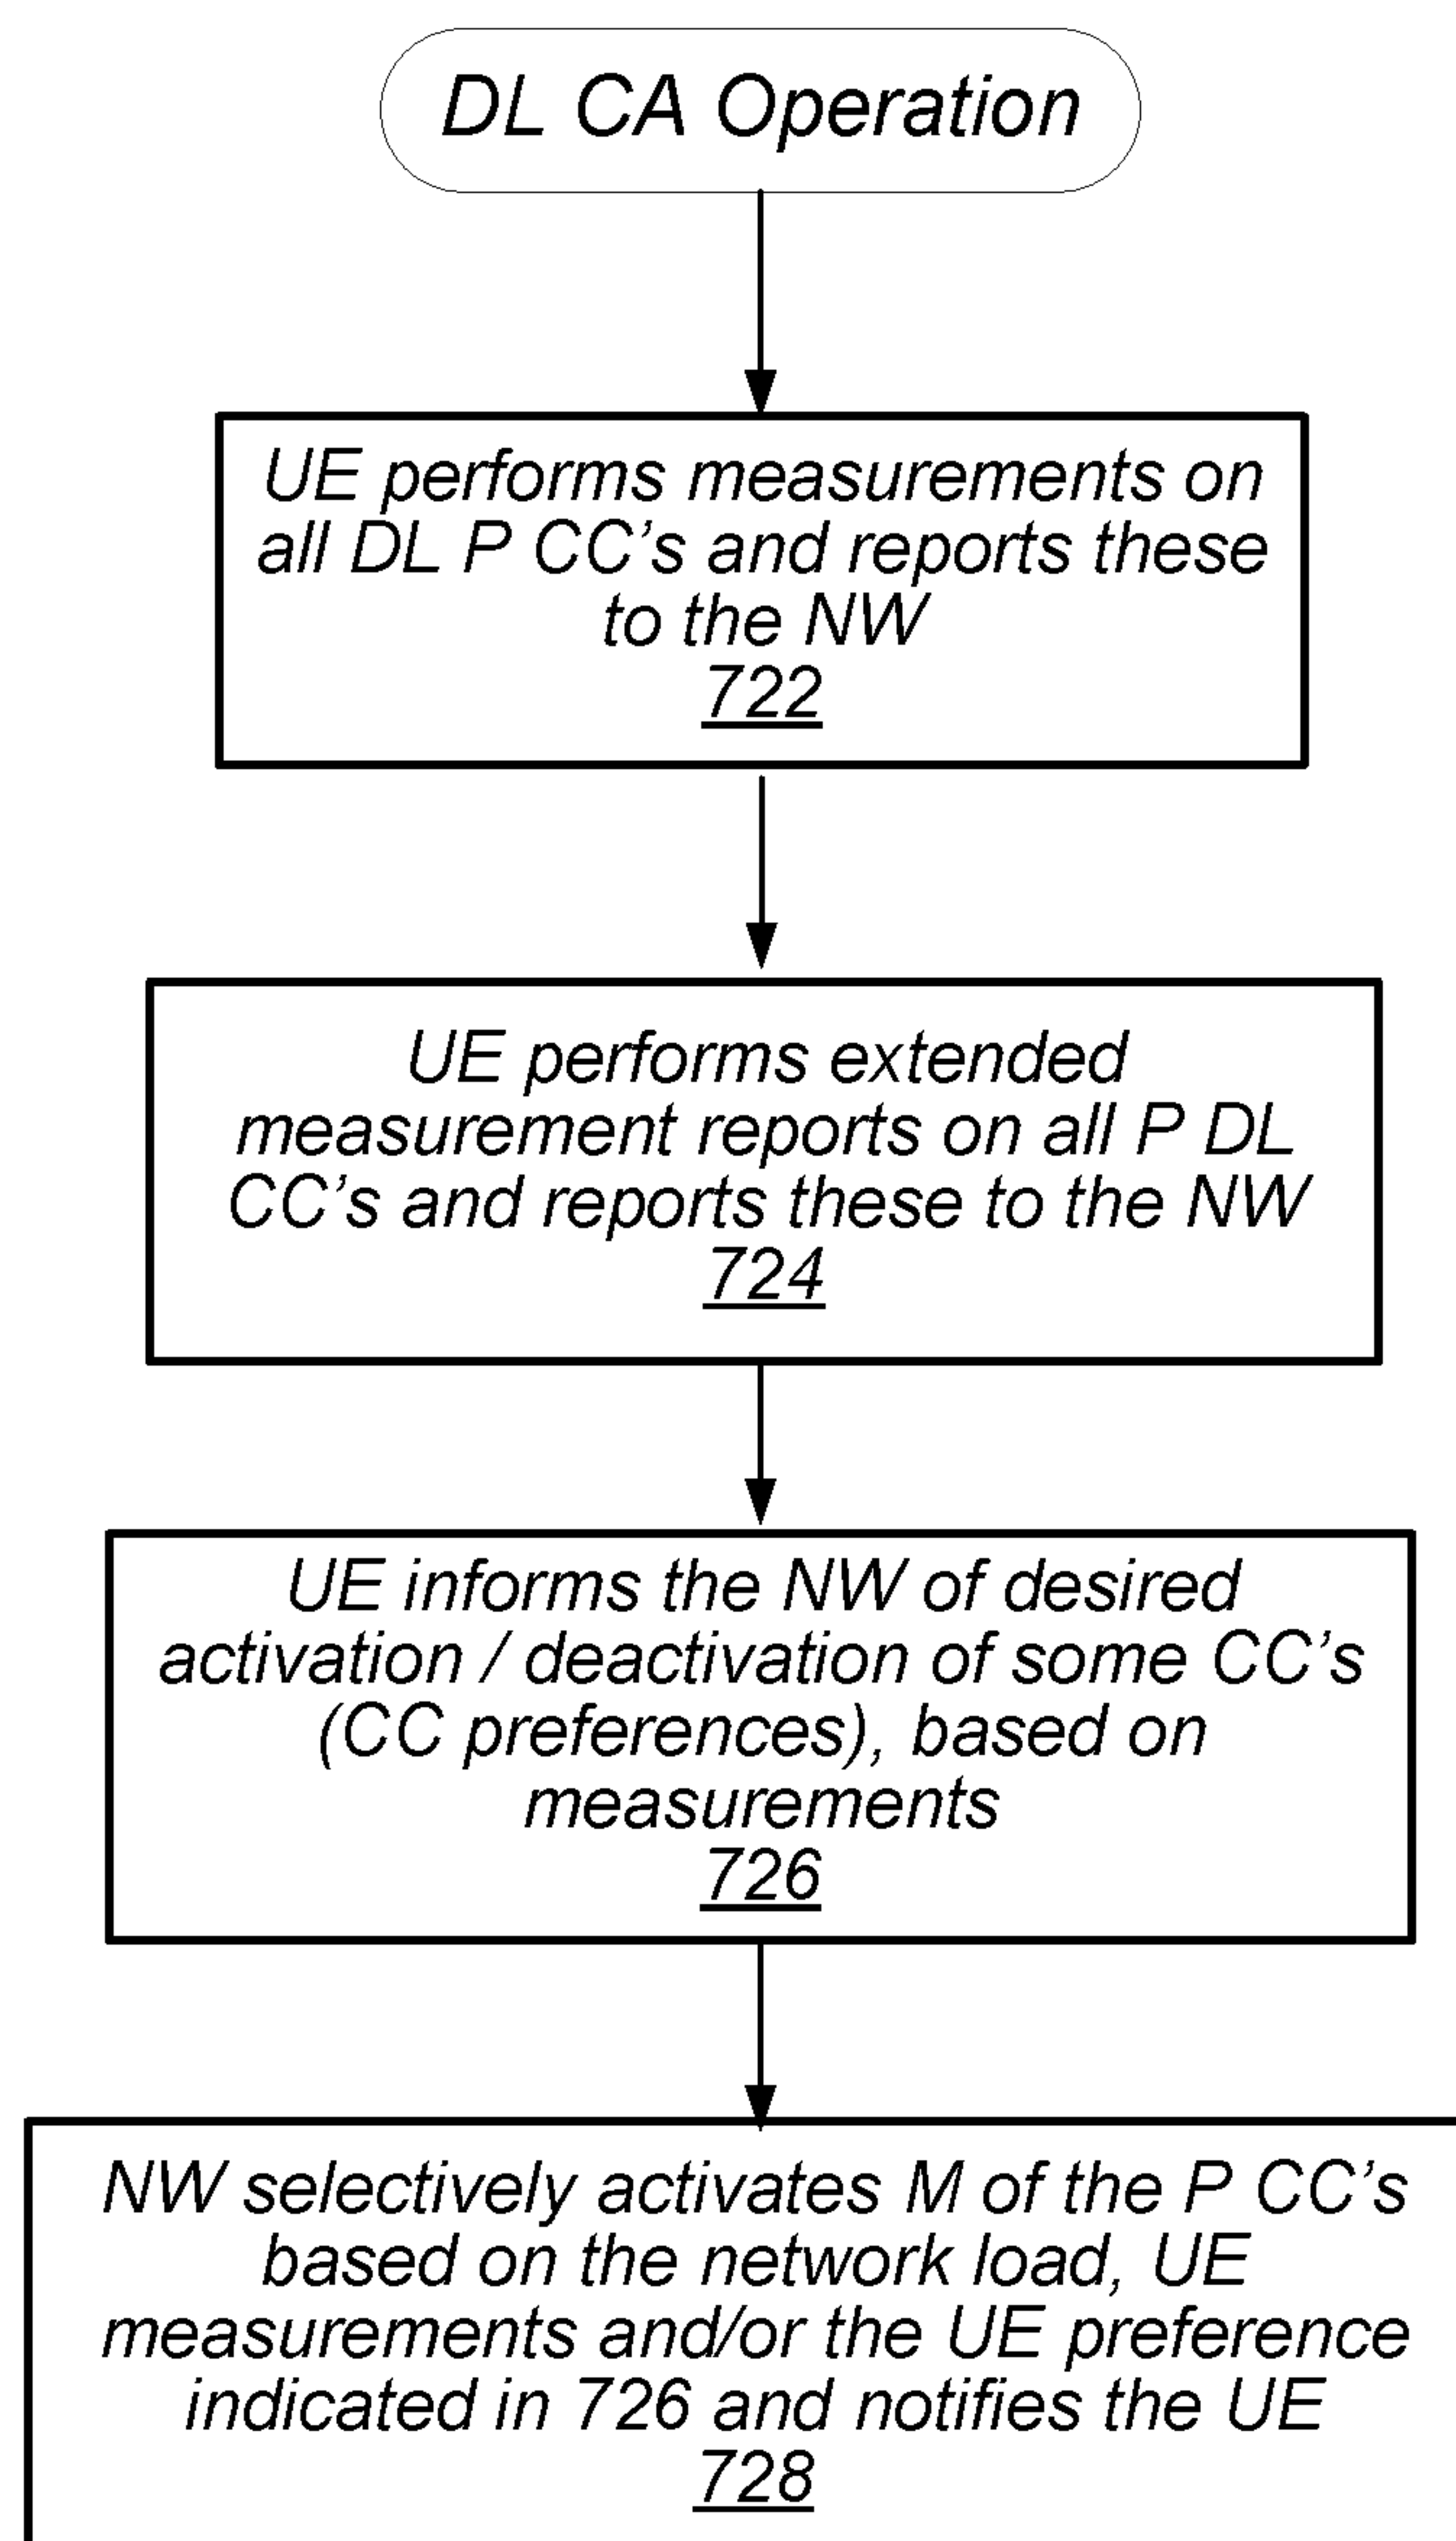 DL CA Operation
UE performs measurements on
all DL P CC’s and reports these
to the NW
722
UE performs extended
measurement reports on all P DL
CC’s and reports these to the NW
724
UE informs the NW of desired
activation / deactivation of some CC’s
(CC preferences), based on
measurements
726
NW selectively activates M of the P CC’s
based on the network load, UE
measurements and/or the UE preference
indicated in 726 and notifies the UE
728